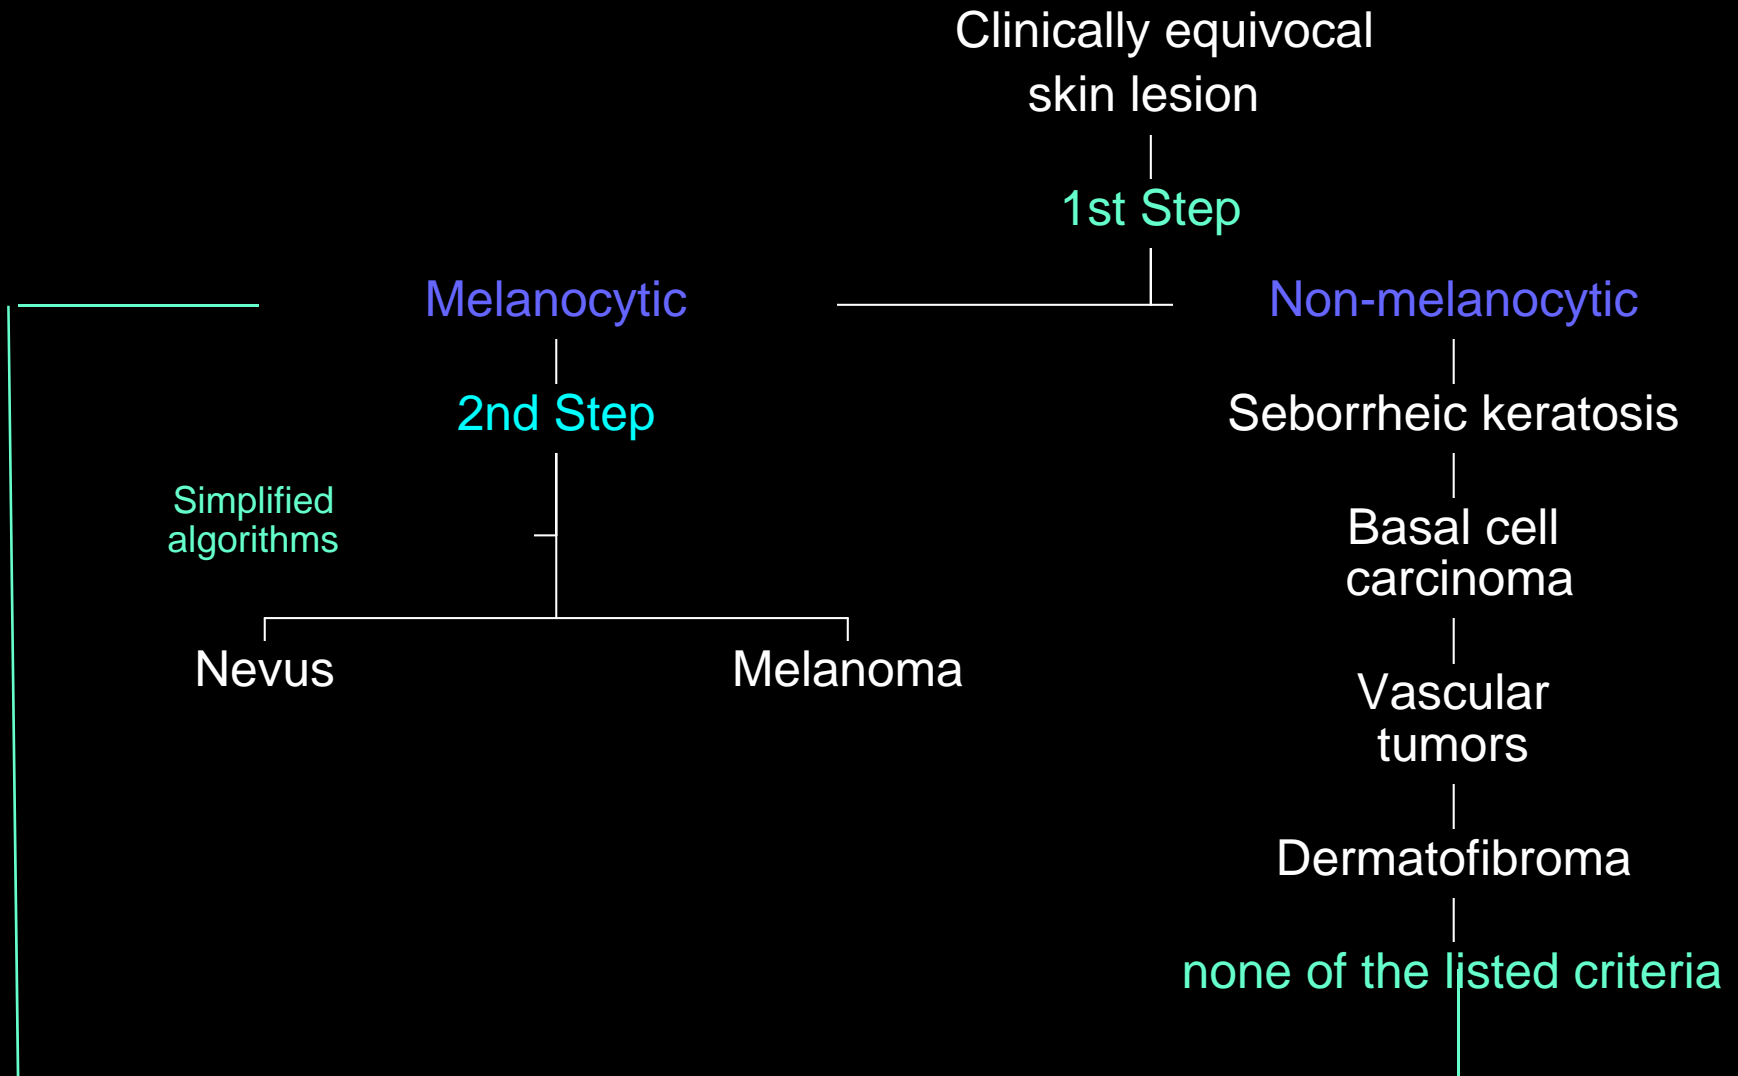 Clinically equivocal
skin lesion
1st Step
Melanocytic
Non-melanocytic
2nd Step
Seborrheic keratosis
Simplified
algorithms
Basal cell
carcinoma
Nevus
Melanoma
Vascular
tumors
Dermatofibroma
none of the listed criteria